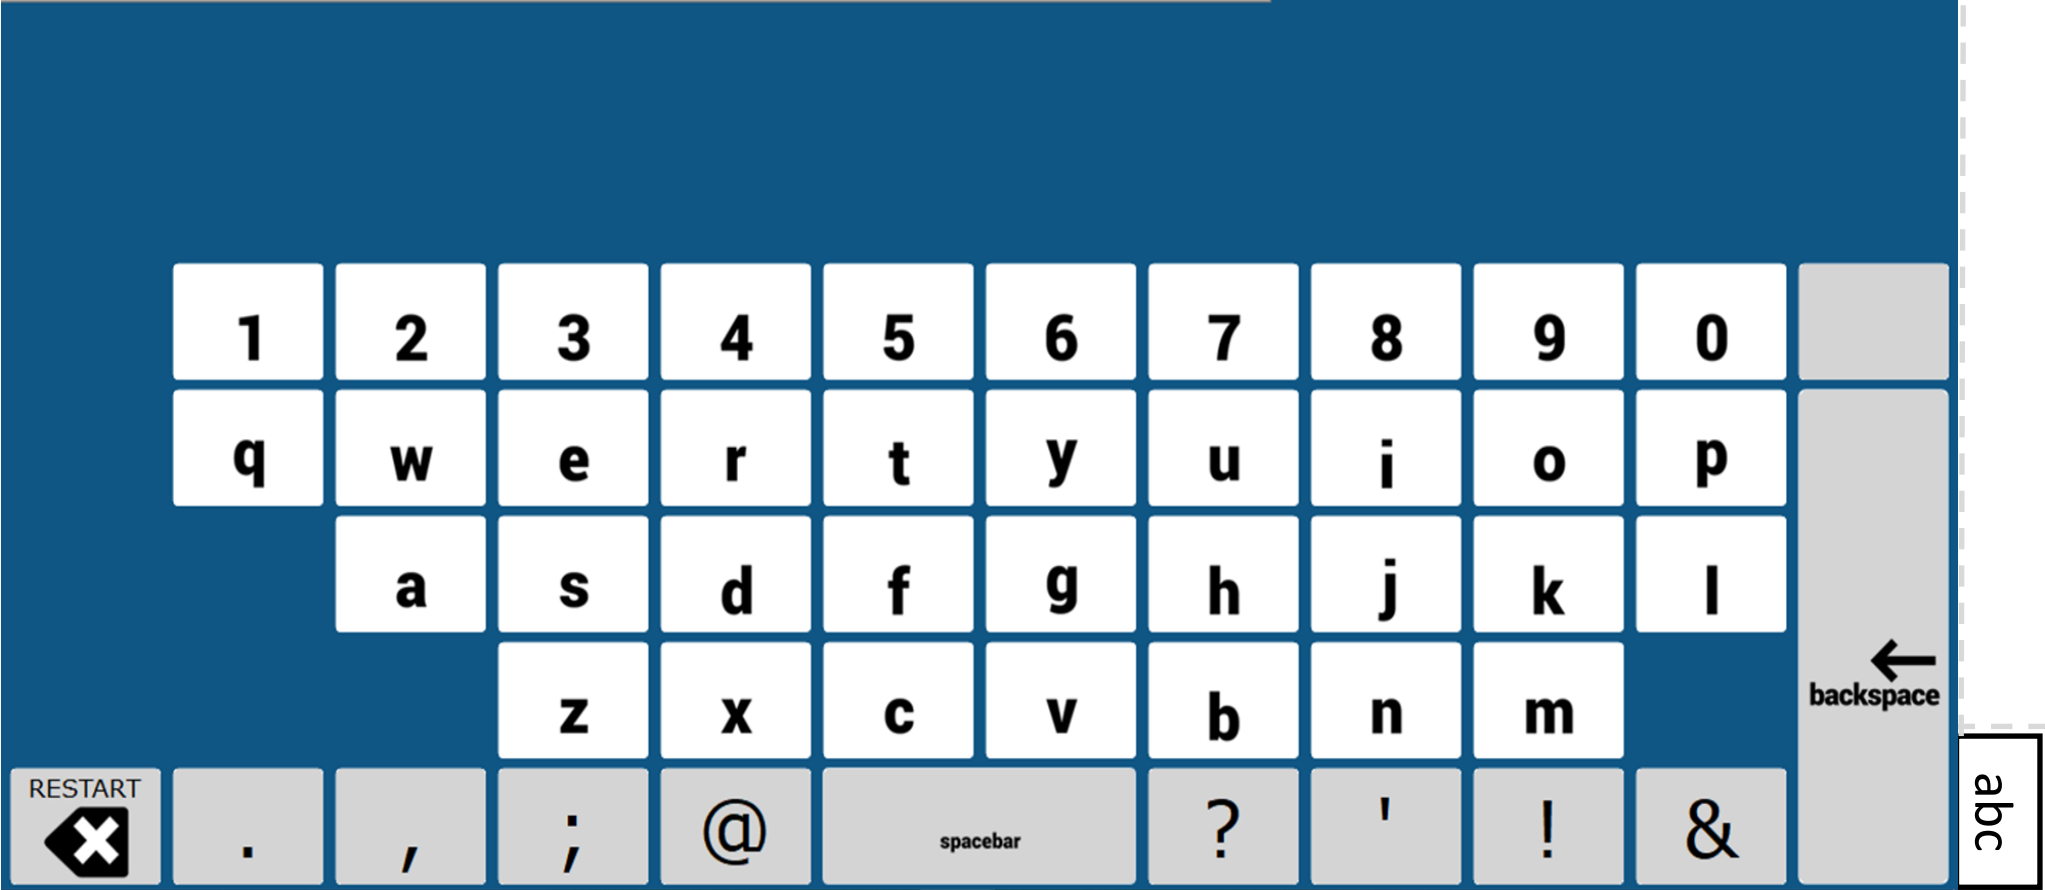 1 2 3 4 5 6 7 8 9 0
q w e r t y u i o p
a s d f g h j k l
backspace
z x c v b n m
RESTART . , ; @ spacebar ? ' ! &
abc